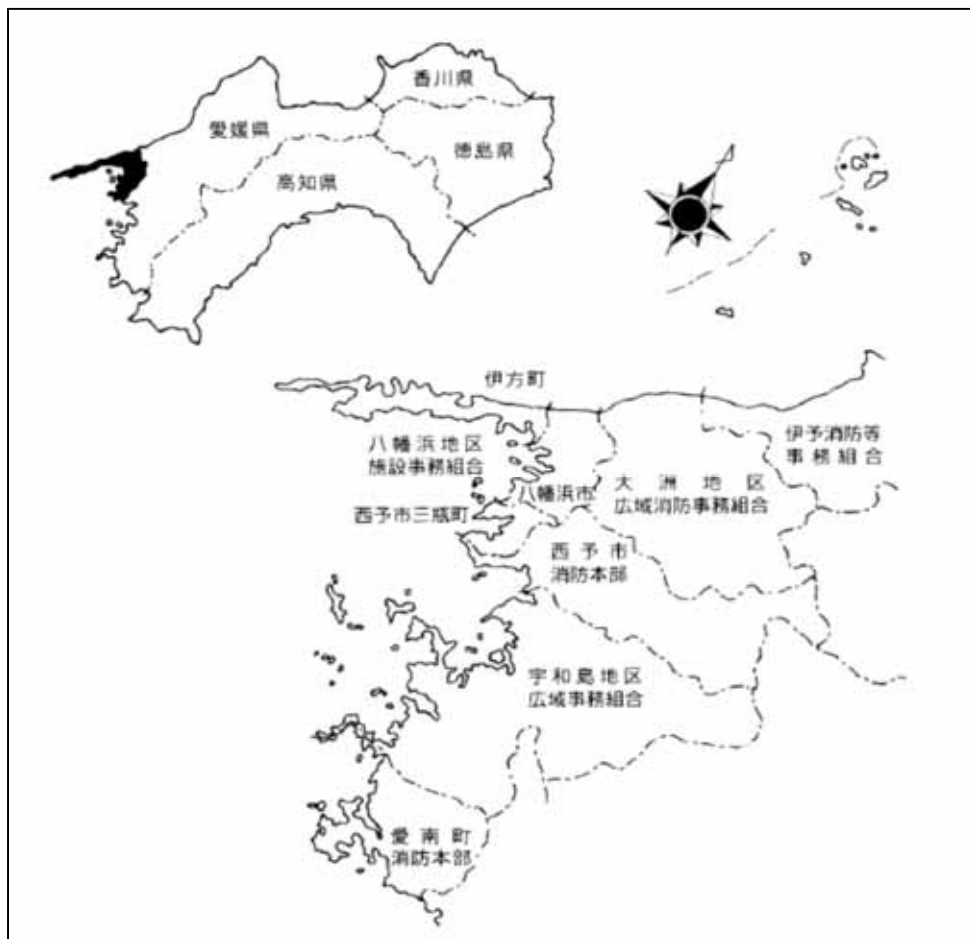 香川県
愛媛県
徳島県
高知県
伊方町
八幡浜地区
施設事務組合
伊予消防等
事務組合
八幡浜市
大洲地区
広域消防事務組合
西予市三瓶町
西予市
消防本部
宇和島地区
広域事務組合
愛南町
消防本部